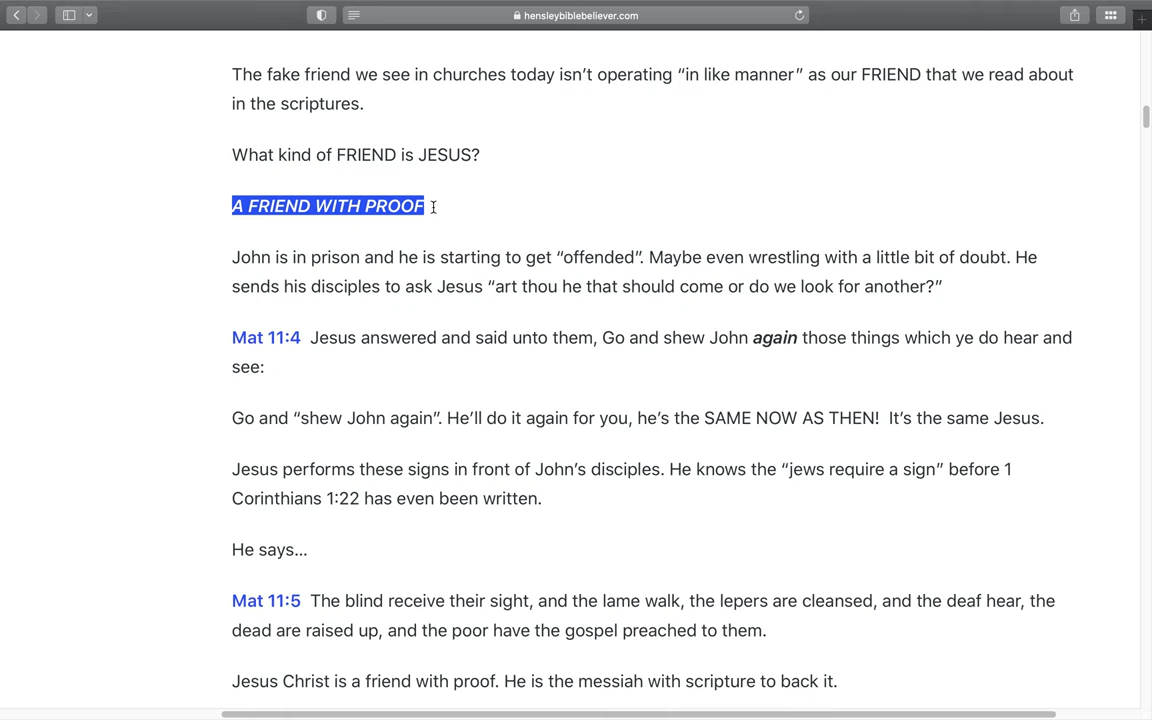 hensleybiblebeliever.com
The fake friend we see in churches today isn’t operating “in like manner” as our FRIEND that we read about
in the scriptures.
What kind of FRIEND is JESUS?
A FRIEND WITH PROOF
John is in prison and he is starting to get “offended”. Maybe even wrestling with a little bit of doubt. He
sends his disciples to ask Jesus “art thou he that should come or do we look for another?”
Mat 11:4  Jesus answered and said unto them, Go and shew John again those things which ye do hear and
see:
Go and “shew John again”. He’ll do it again for you, he’s the SAME NOW AS THEN!  It’s the same Jesus.
Jesus performs these signs in front of John’s disciples. He knows the “jews require a sign” before 1
Corinthians 1:22 has even been written.
He says…
Mat 11:5  The blind receive their sight, and the lame walk, the lepers are cleansed, and the deaf hear, the
dead are raised up, and the poor have the gospel preached to them.
Jesus Christ is a friend with proof. He is the messiah with scripture to back it.